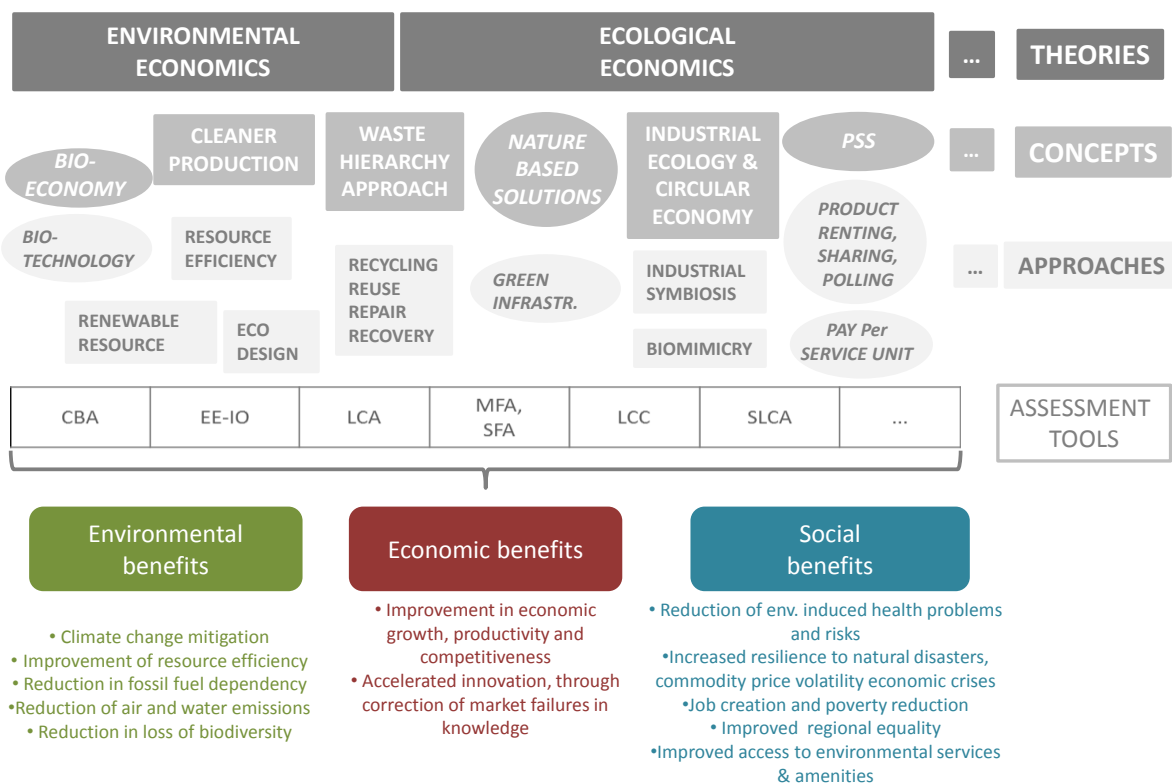 ENVIRONMENTAL
ECONOMICS
ECOLOGICAL
ECONOMICS
...
THEORIES
BIO-
ECONOMY
CLEANER
PRODUCTION
WASTE
HIERARCHY
APPROACH
NATURE
BASED
SOLUTIONS
INDUSTRIAL
ECOLOGY &
CIRCULAR
ECONOMY
PSS
...
CONCEPTS
BIO-
TECHNOLOGY
RESOURCE
EFFICIENCY
RENEWABLE
RESOURCE
ECO
DESIGN
RECYCLING
REUSE
REPAIR
RECOVERY
GREEN
INFRASTR.
INDUSTRIAL
SYMBIOSIS
BIOMIMICRY
PRODUCT
RENTING,
SHARING,
POLLING
PAY Per
SERVICE UNIT
...
APPROACHES
CBA
EE-IO
LCA
MFA,
SFA
LCC
SLCA
...
ASSESSMENT
TOOLS
Environmental
benefits
• Climate change mitigation
• Improvement of resource efficiency
• Reduction in fossil fuel dependency
•Reduction of air and water emissions
• Reduction in loss of biodiversity
Economic benefits
• Improvement in economic
growth, productivity and
competitiveness
• Accelerated innovation, through
correction of market failures in
knowledge
Social
benefits
• Reduction of env. induced health problems
and risks
•Increased resilience to natural disasters,
commodity price volatility economic crises
•Job creation and poverty reduction
• Improved regional equality
•Improved access to environmental services
& amenities